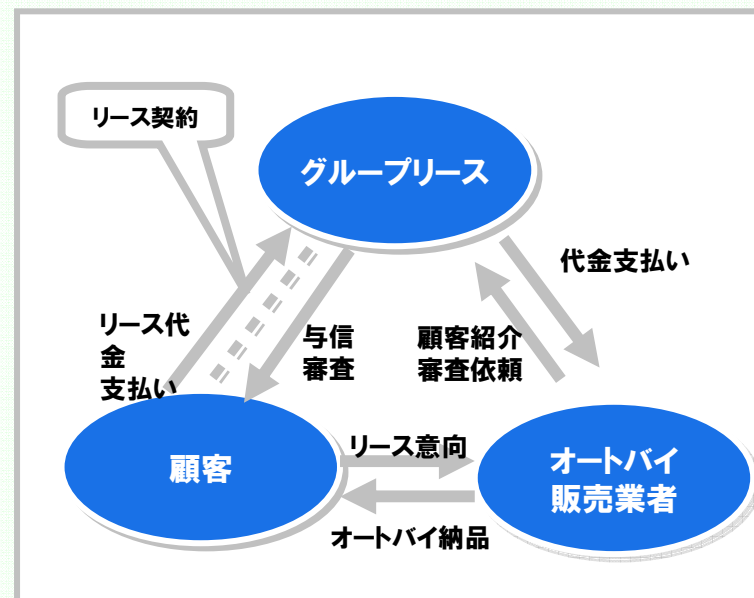 リース契約
グループリース
代金支払い
リース代
金
支払い
与信
審査
顧客紹介
審査依頼
リース意向
顧客
オートバイ
販売業者
オートバイ納品